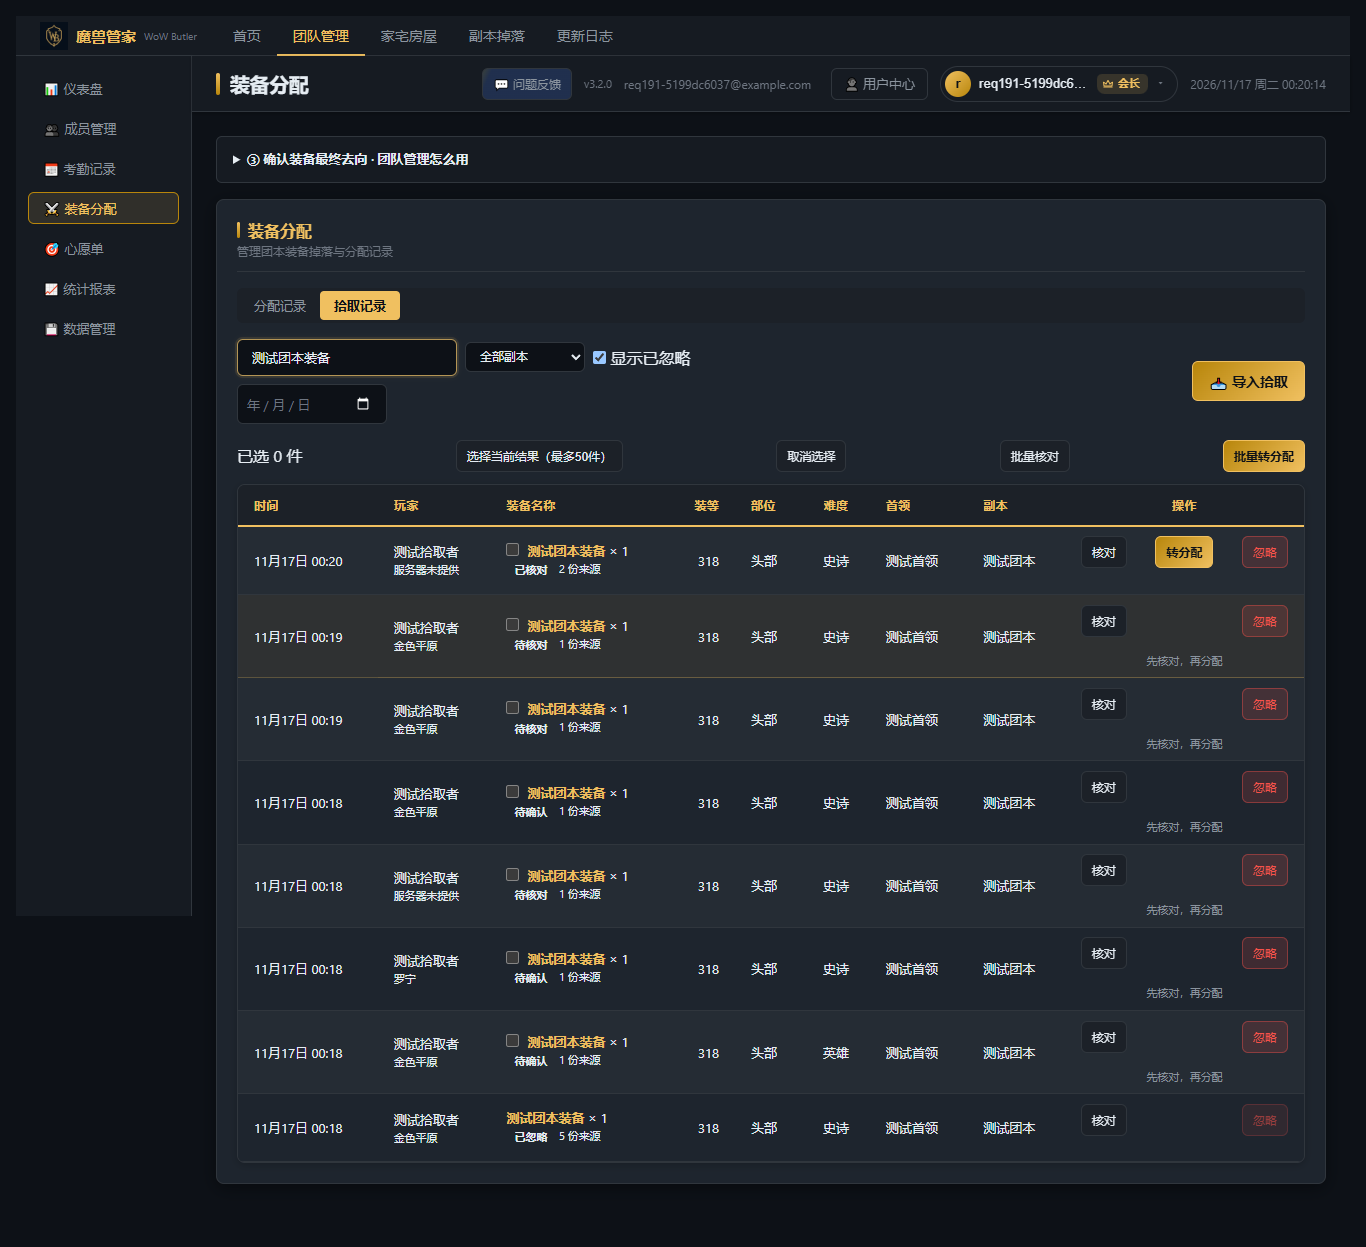 魔兽管家 WoW Butler 首页 团队管理 家宅房屋 副本掉落 更新日志
仪表盘
成员管理
考勤记录
装备分配
心愿单
统计报表
数据管理
装备分配 问题反馈 v3.2.0 req191-5199dc6037@example.com 用户中心 r req191-5199dc6... 会长 2026/11/17 周二 00:20:14
▶ ③ 确认装备最终去向 · 团队管理怎么用
装备分配
管理团本装备掉落与分配记录
分配记录 拾取记录
测试团本装备 全部副本 显示已忽略
年 / 月 / 日
导入拾取
已选 0 件 选择当前结果（最多50件） 取消选择 批量核对 批量转分配
时间 玩家 装备名称 装等 部位 难度 首领 副本 操作
11月17日 00:20 测试拾取者 测试团本装备 × 1 318 头部 史诗 测试首领 测试团本 核对 转分配 忽略
服务器未提供 已核对 2 份来源
11月17日 00:19 测试拾取者 测试团本装备 × 1 318 头部 史诗 测试首领 测试团本 核对 忽略
金色平原 待核对 1 份来源
先核对，再分配
11月17日 00:19 测试拾取者 测试团本装备 × 1 318 头部 史诗 测试首领 测试团本 核对 忽略
金色平原 待核对 1 份来源
先核对，再分配
11月17日 00:18 测试拾取者 测试团本装备 × 1 318 头部 史诗 测试首领 测试团本 核对 忽略
金色平原 待确认 1 份来源
先核对，再分配
11月17日 00:18 测试拾取者 测试团本装备 × 1 318 头部 史诗 测试首领 测试团本 核对 忽略
服务器未提供 待核对 1 份来源
先核对，再分配
11月17日 00:18 测试拾取者 测试团本装备 × 1 318 头部 史诗 测试首领 测试团本 核对 忽略
罗宁 待确认 1 份来源
先核对，再分配
11月17日 00:18 测试拾取者 测试团本装备 × 1 318 头部 英雄 测试首领 测试团本 核对 忽略
金色平原 待确认 1 份来源
先核对，再分配
11月17日 00:18 测试拾取者 测试团本装备 × 1 318 头部 史诗 测试首领 测试团本 核对 忽略
金色平原 已忽略 5 份来源